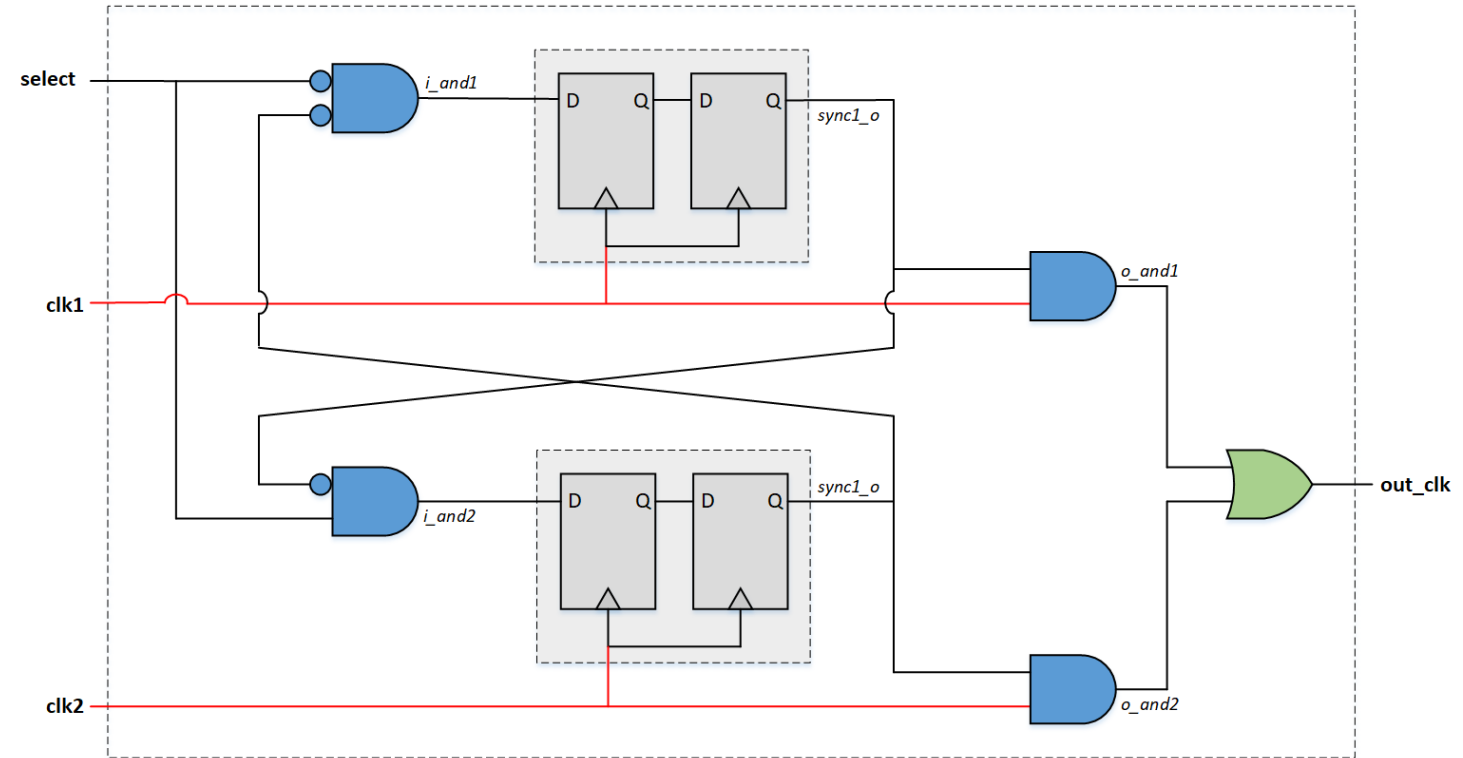 select
i_and1
D
Q
D
Q
sync1_o
clk1
o_and1
out_clk
D
Q
D
Q
sync1_o
i_and2
clk2
o_and2